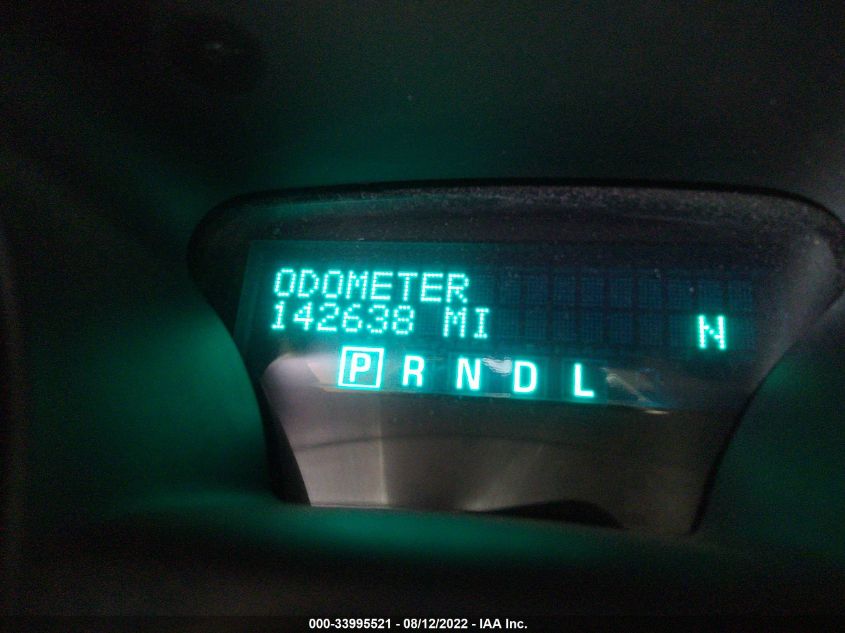 ODOMETER
142638 MI
N
P R N D L
000-33995521 - 08/12/2022 - IAA Inc.